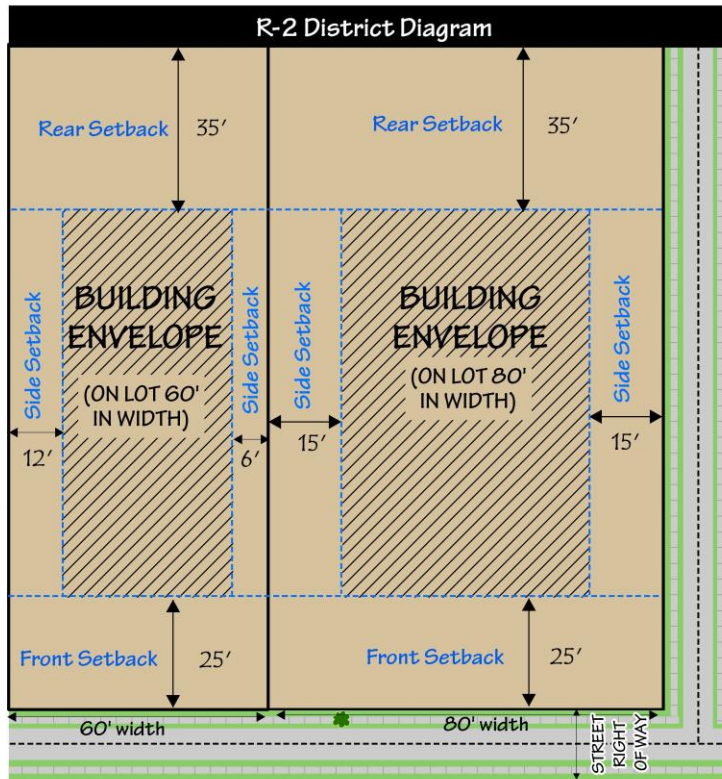 R-2 District Diagram
Rear Setback
35'
Rear Setback
35'
Side Setback
BUILDING
ENVELOPE
(ON LOT 60'
IN WIDTH)
Side Setback
Side Setback
BUILDING
ENVELOPE
(ON LOT 80'
IN WIDTH)
Side Setback
12'
6'
15'
15'
Front Setback
25'
Front Setback
25'
60' width
80' width
STREET
RIGHT
OF WAY